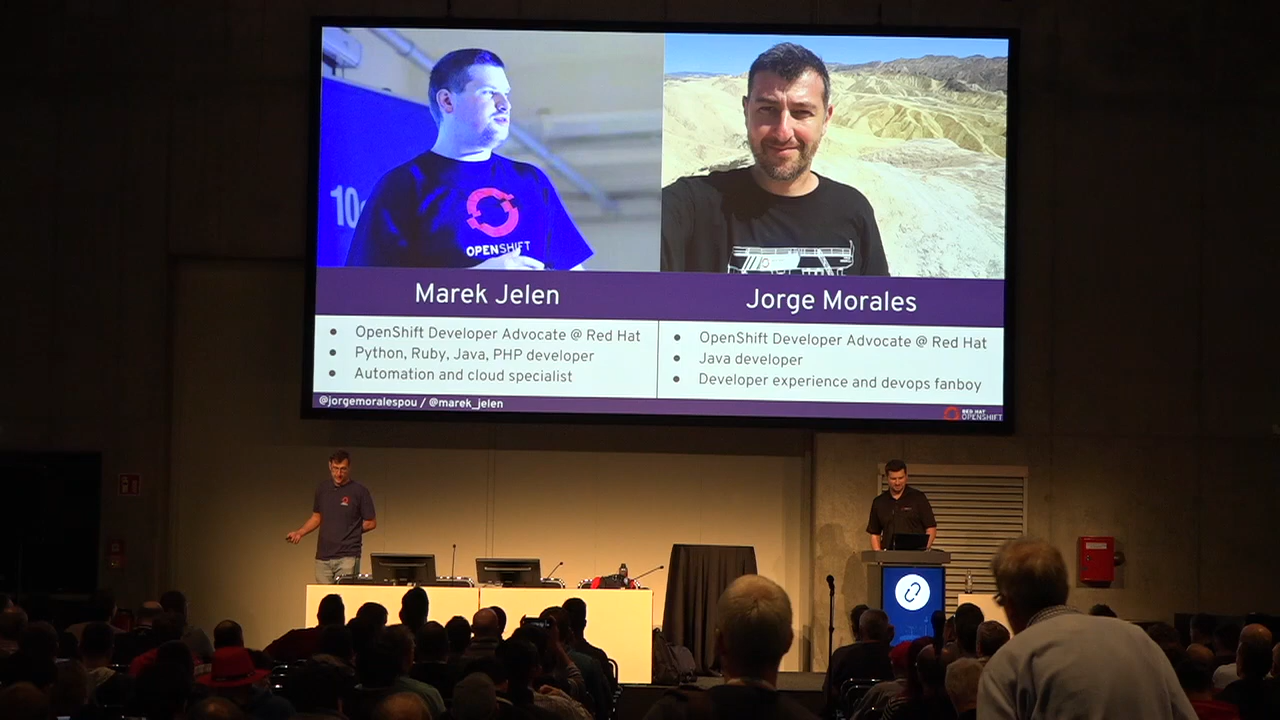 10
OPENSHIFT
Marek Jelen
OpenShift Developer Advocate @ Red Hat
Python, Ruby, Java, PHP developer
Automation and cloud specialist
Jorge Morales
OpenShift Developer Advocate @ Red Hat
Java developer
Developer experience and devops fanboy
@jorgemoralespou / @marek_jelen
RED HAT
OPENSHIFT